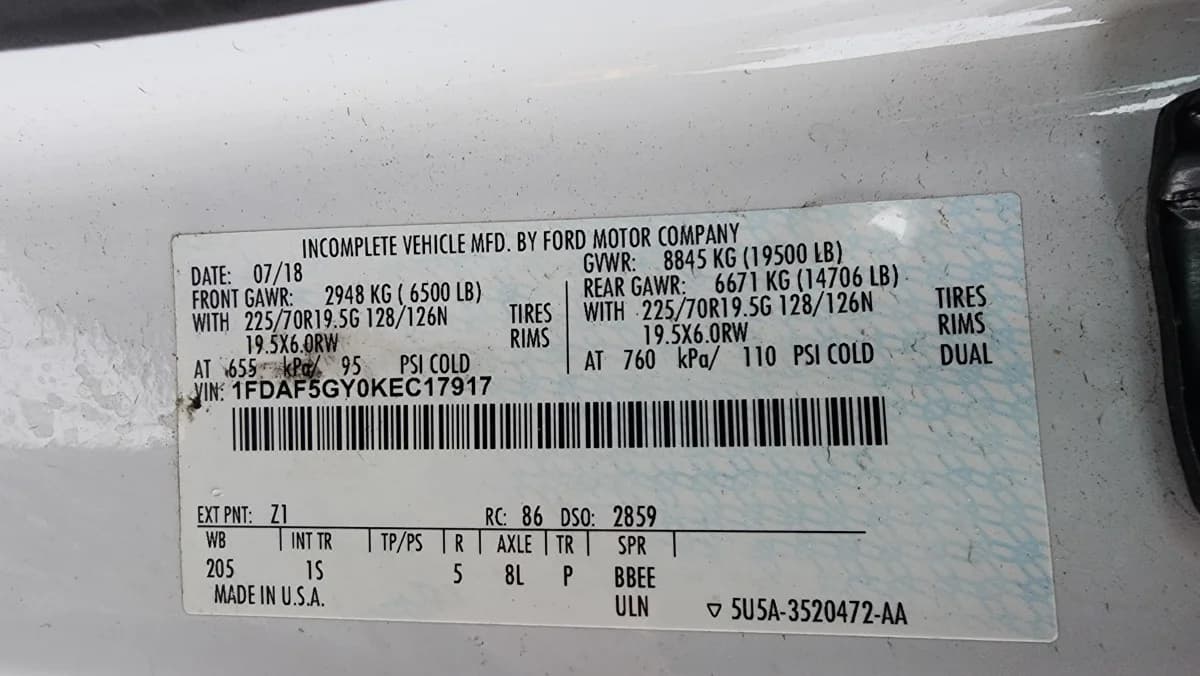 INCOMPLETE VEHICLE MFD. BY FORD MOTOR COMPANY
DATE: 07/18 GVWR: 8845 KG (19500 LB)
FRONT GAWR: 2948 KG ( 6500 LB) REAR GAWR: 6671 KG (14706 LB)
WITH 225/70R19.5G 128/126N TIRES WITH 225/70R19.5G 128/126N TIRES
19.5X6.0RW RIMS 19.5X6.0RW RIMS
AT 655 kPa/ 95 PSI COLD AT 760 kPa/ 110 PSI COLD DUAL
VIN: 1FDAF5GY0KEC17917
EXT PNT: Z1 RC: 86 DSO: 2859
WB INT TR TP/PS R AXLE TR SPR
205 1S 5 8L P BBEE
MADE IN U.S.A. ULN 5U5A-3520472-AA